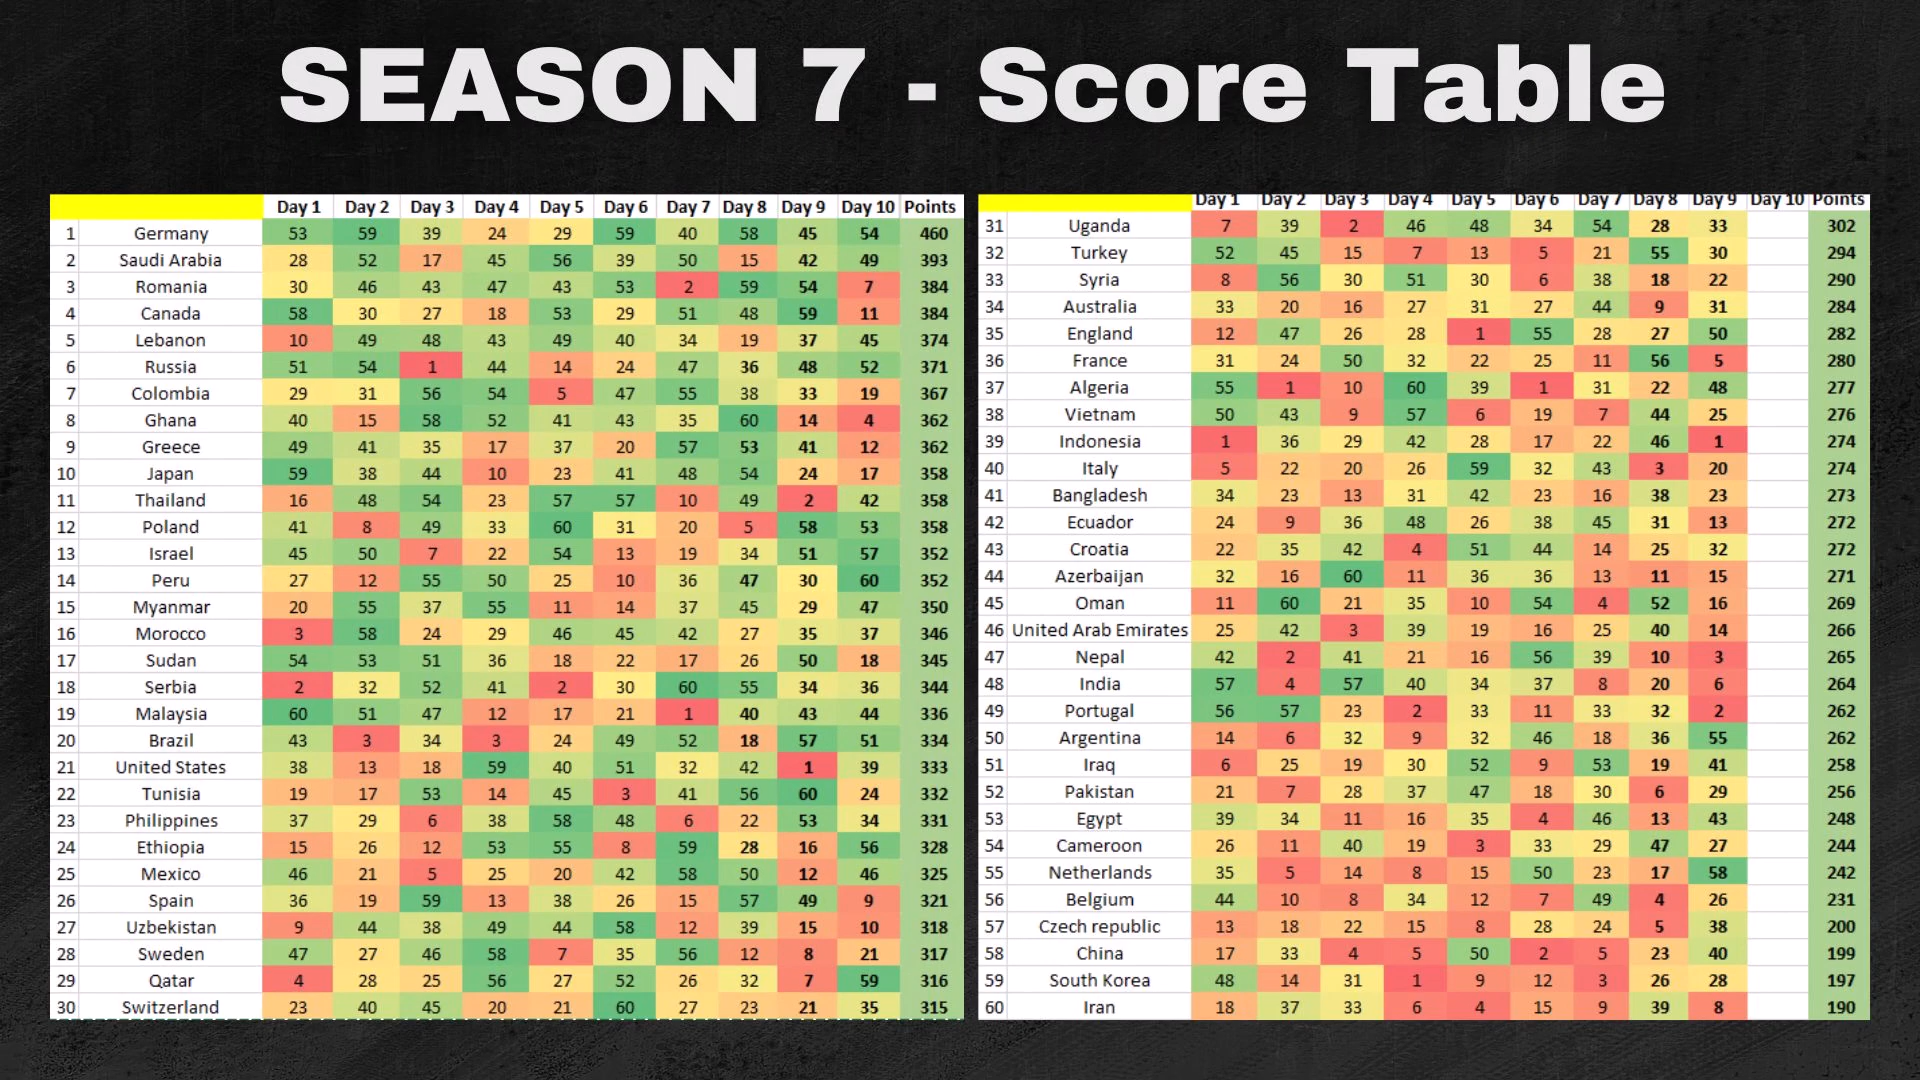 SEASON 7 - Score Table
Day 1 Day 2 Day 3 Day 4 Day 5 Day 6 Day 7 Day 8 Day 9 Day 10 Points
1 Germany 53 59 39 24 29 59 40 58 45 54 460
2 Saudi Arabia 28 52 17 45 56 39 50 15 42 49 393
3 Romania 30 46 43 47 43 53 2 59 54 7 384
4 Canada 58 30 27 18 53 29 51 48 59 11 384
5 Lebanon 10 49 48 43 49 40 34 19 37 45 374
6 Russia 51 54 1 44 14 24 47 36 48 52 371
7 Colombia 29 31 56 54 5 47 55 38 33 19 367
8 Ghana 40 15 58 52 41 43 35 60 14 4 362
9 Greece 49 41 35 17 37 20 57 53 41 12 362
10 Japan 59 38 44 10 23 41 48 54 24 17 358
11 Thailand 16 48 54 23 57 57 10 49 2 42 358
12 Poland 41 8 49 33 60 31 20 5 58 53 358
13 Israel 45 50 7 22 54 13 19 34 51 57 352
14 Peru 27 12 55 50 25 10 36 47 30 60 352
15 Myanmar 20 55 37 55 11 14 37 45 29 47 350
16 Morocco 3 58 24 29 46 45 42 27 35 37 346
17 Sudan 54 53 51 36 18 22 17 26 50 18 345
18 Serbia 2 32 52 41 2 30 60 55 34 36 344
19 Malaysia 60 51 47 12 17 21 1 40 43 44 336
20 Brazil 43 3 34 3 24 49 52 18 57 51 334
21 United States 38 13 18 59 40 51 32 42 1 39 333
22 Tunisia 19 17 53 14 45 3 41 56 60 24 332
23 Philippines 37 29 6 38 58 48 6 22 53 34 331
24 Ethiopia 15 26 12 53 55 8 59 28 16 56 328
25 Mexico 46 21 5 25 20 42 58 50 12 46 325
26 Spain 36 19 59 13 38 26 15 57 49 9 321
27 Uzbekistan 9 44 38 49 44 58 12 39 15 10 318
28 Sweden 47 27 46 58 7 35 56 12 8 21 317
29 Qatar 4 28 25 56 27 52 26 32 7 59 316
30 Switzerland 23 40 45 20 21 60 27 23 21 35 315
Day 1 Day 2 Day 3 Day 4 Day 5 Day 6 Day 7 Day 8 Day 9 Day 10 Points
31 Uganda 7 39 2 46 48 34 54 28 33 302
32 Turkey 52 45 15 7 13 5 21 55 30 294
33 Syria 8 56 30 51 30 6 38 18 22 290
34 Australia 33 20 16 27 31 27 44 9 31 284
35 England 12 47 26 28 1 55 28 27 50 282
36 France 31 24 50 32 22 25 11 56 5 280
37 Algeria 55 1 10 60 39 1 31 22 48 277
38 Vietnam 50 43 9 57 6 19 7 44 25 276
39 Indonesia 1 36 29 42 28 17 22 46 1 274
40 Italy 5 22 20 26 59 32 43 3 20 274
41 Bangladesh 34 23 13 31 42 23 16 38 23 273
42 Ecuador 24 9 36 48 26 38 45 31 13 272
43 Croatia 22 35 42 4 51 44 14 25 32 272
44 Azerbaijan 32 16 60 11 36 36 13 11 15 271
45 Oman 11 60 21 35 10 54 4 52 16 269
46 United Arab Emirates 25 42 3 39 19 16 25 40 14 266
47 Nepal 42 2 41 21 16 56 39 10 3 265
48 India 57 4 57 40 34 37 8 20 6 264
49 Portugal 56 57 23 2 33 11 33 32 2 262
50 Argentina 14 6 32 9 32 46 18 36 55 262
51 Iraq 6 25 19 30 52 9 53 19 41 258
52 Pakistan 21 7 28 37 47 18 30 6 29 256
53 Egypt 39 34 11 16 35 4 46 13 43 248
54 Cameroon 26 11 40 19 3 33 29 47 27 244
55 Netherlands 35 5 14 8 15 50 23 17 58 242
56 Belgium 44 10 8 34 12 7 49 4 26 231
57 Czech republic 13 18 22 15 8 28 24 5 38 200
58 China 17 33 4 5 50 2 5 23 40 199
59 South Korea 48 14 31 1 9 12 3 26 28 197
60 Iran 18 37 33 6 4 15 9 39 8 190